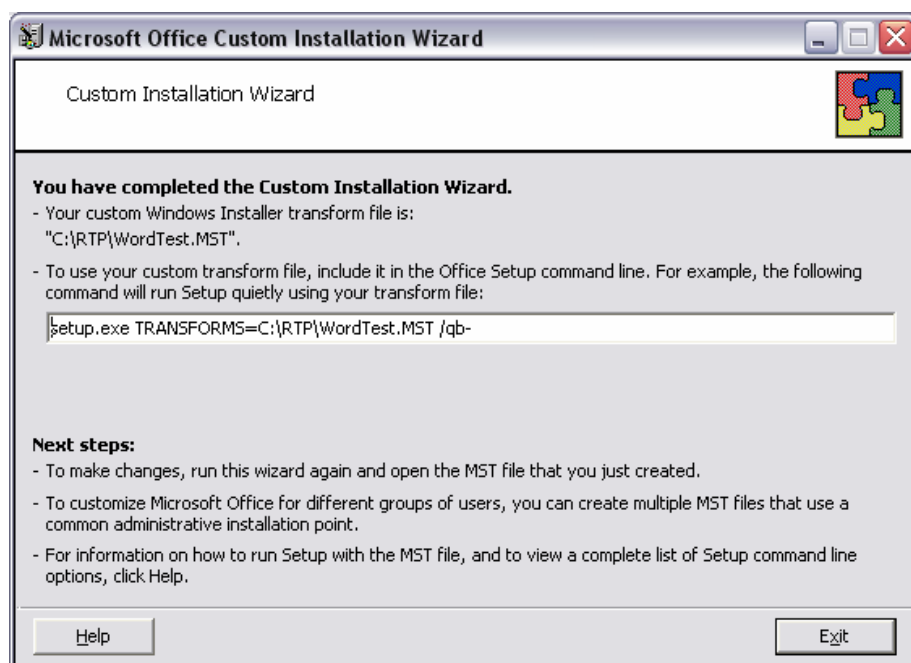 Microsoft Office Custom Installation Wizard
Custom Installation Wizard
You have completed the Custom Installation Wizard.
- Your custom Windows Installer transform file is:
"C:\RTP\WordTest.MST".
- To use your custom transform file, include it in the Office Setup command line. For example, the following
command will run Setup quietly using your transform file:
setup.exe TRANSFORMS=C:\RTP\WordTest.MST /qb-
Next steps:
- To make changes, run this wizard again and open the MST file that you just created.
- To customize Microsoft Office for different groups of users, you can create multiple MST files that use a
common administrative installation point.
- For information on how to run Setup with the MST file, and to view a complete list of Setup command line
options, click Help.
Help
Exit